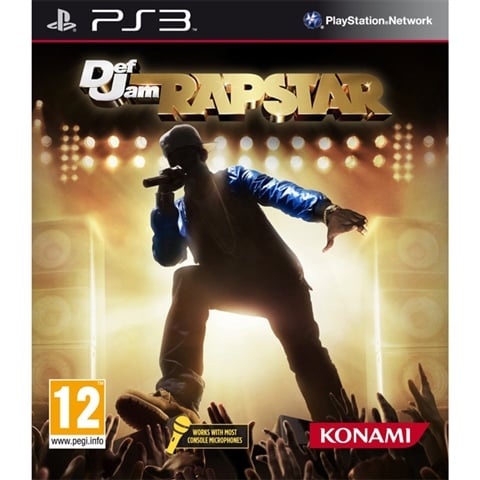 PS3
PlayStation®Network
Def Jam RAPSTAR
12
www.pegi.info
WORKS WITH MOST
CONSOLE MICROPHONES
KONAMI